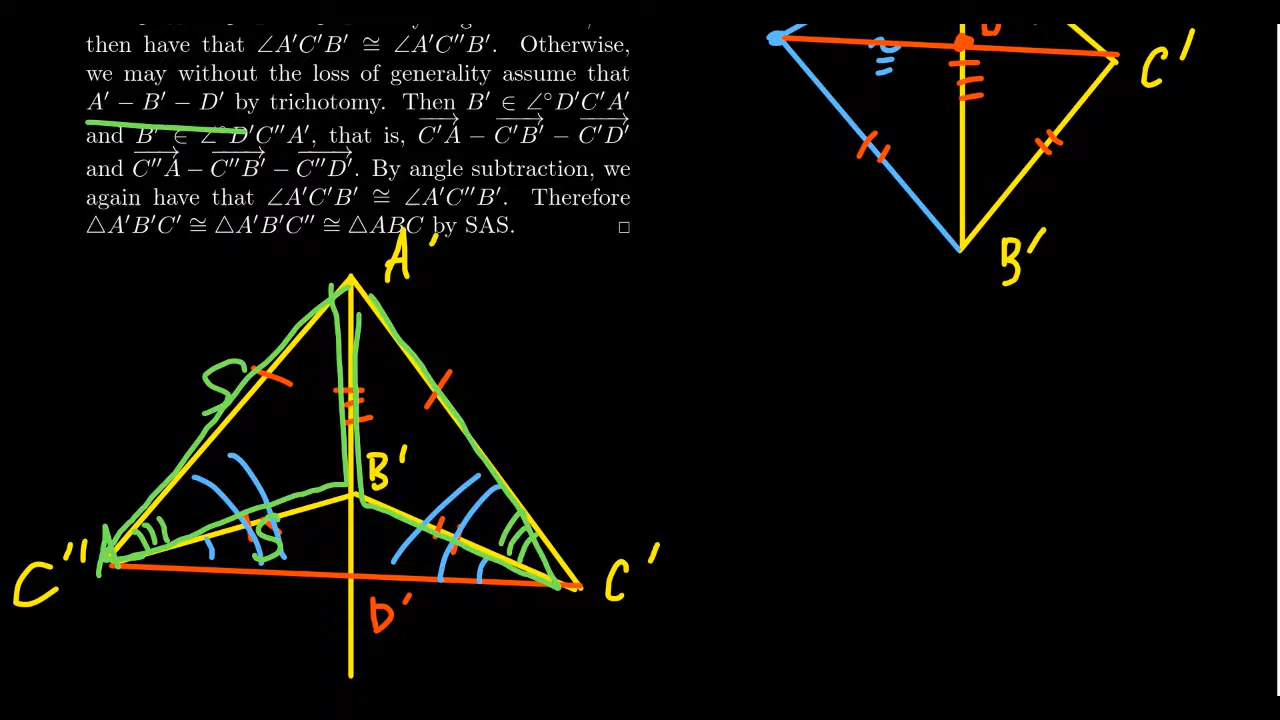 then have that ∠A′C′B′ ≅ ∠A′C′′B′. Otherwise,
we may without the loss of generality assume that
A′ − B′ − D′ by trichotomy. Then B′ ∈ ∠°D′C′A′
and B′ ∈ ∠°D′C′′A′, that is, C′A⃗ − C′B′⃗ − C′D′⃗
and C′′A⃗ − C′′B′⃗ − C′′D′⃗. By angle subtraction, we
again have that ∠A′C′B′ ≅ ∠A′C′′B′. Therefore
△A′B′C′ ≅ △A′B′C′′ ≅ △ABC by SAS. □
C′
B′
A′
S
B′
A
S
C′′
C′
D′